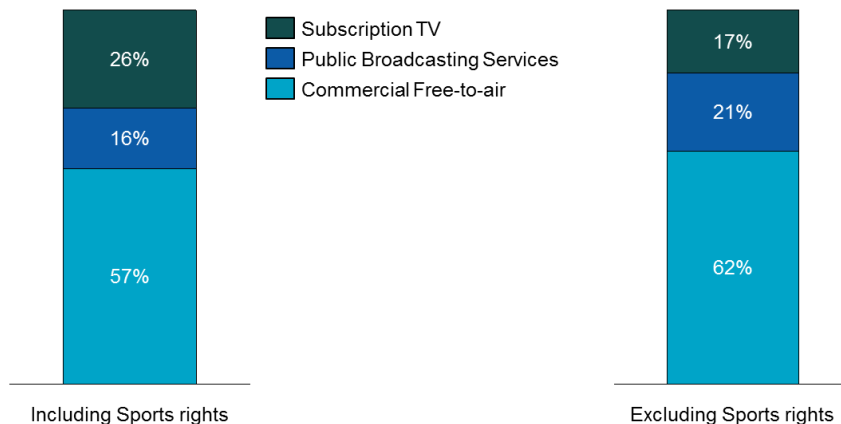 26%
16%
57%
Subscription TV
Public Broadcasting Services
Commercial Free-to-air
17%
21%
62%
Including Sports rights
Excluding Sports rights